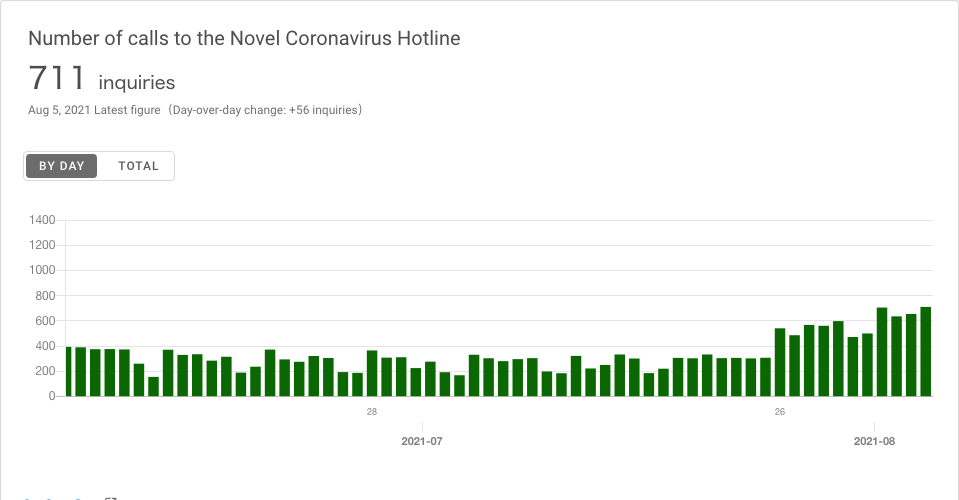 Number of calls to the Novel Coronavirus Hotline
711 inquiries
Aug 5, 2021 Latest figure（Day-over-day change: +56 inquiries）
BY DAY TOTAL
1400
1200
1000
800
600
400
200
0
28 26
2021-07 2021-08